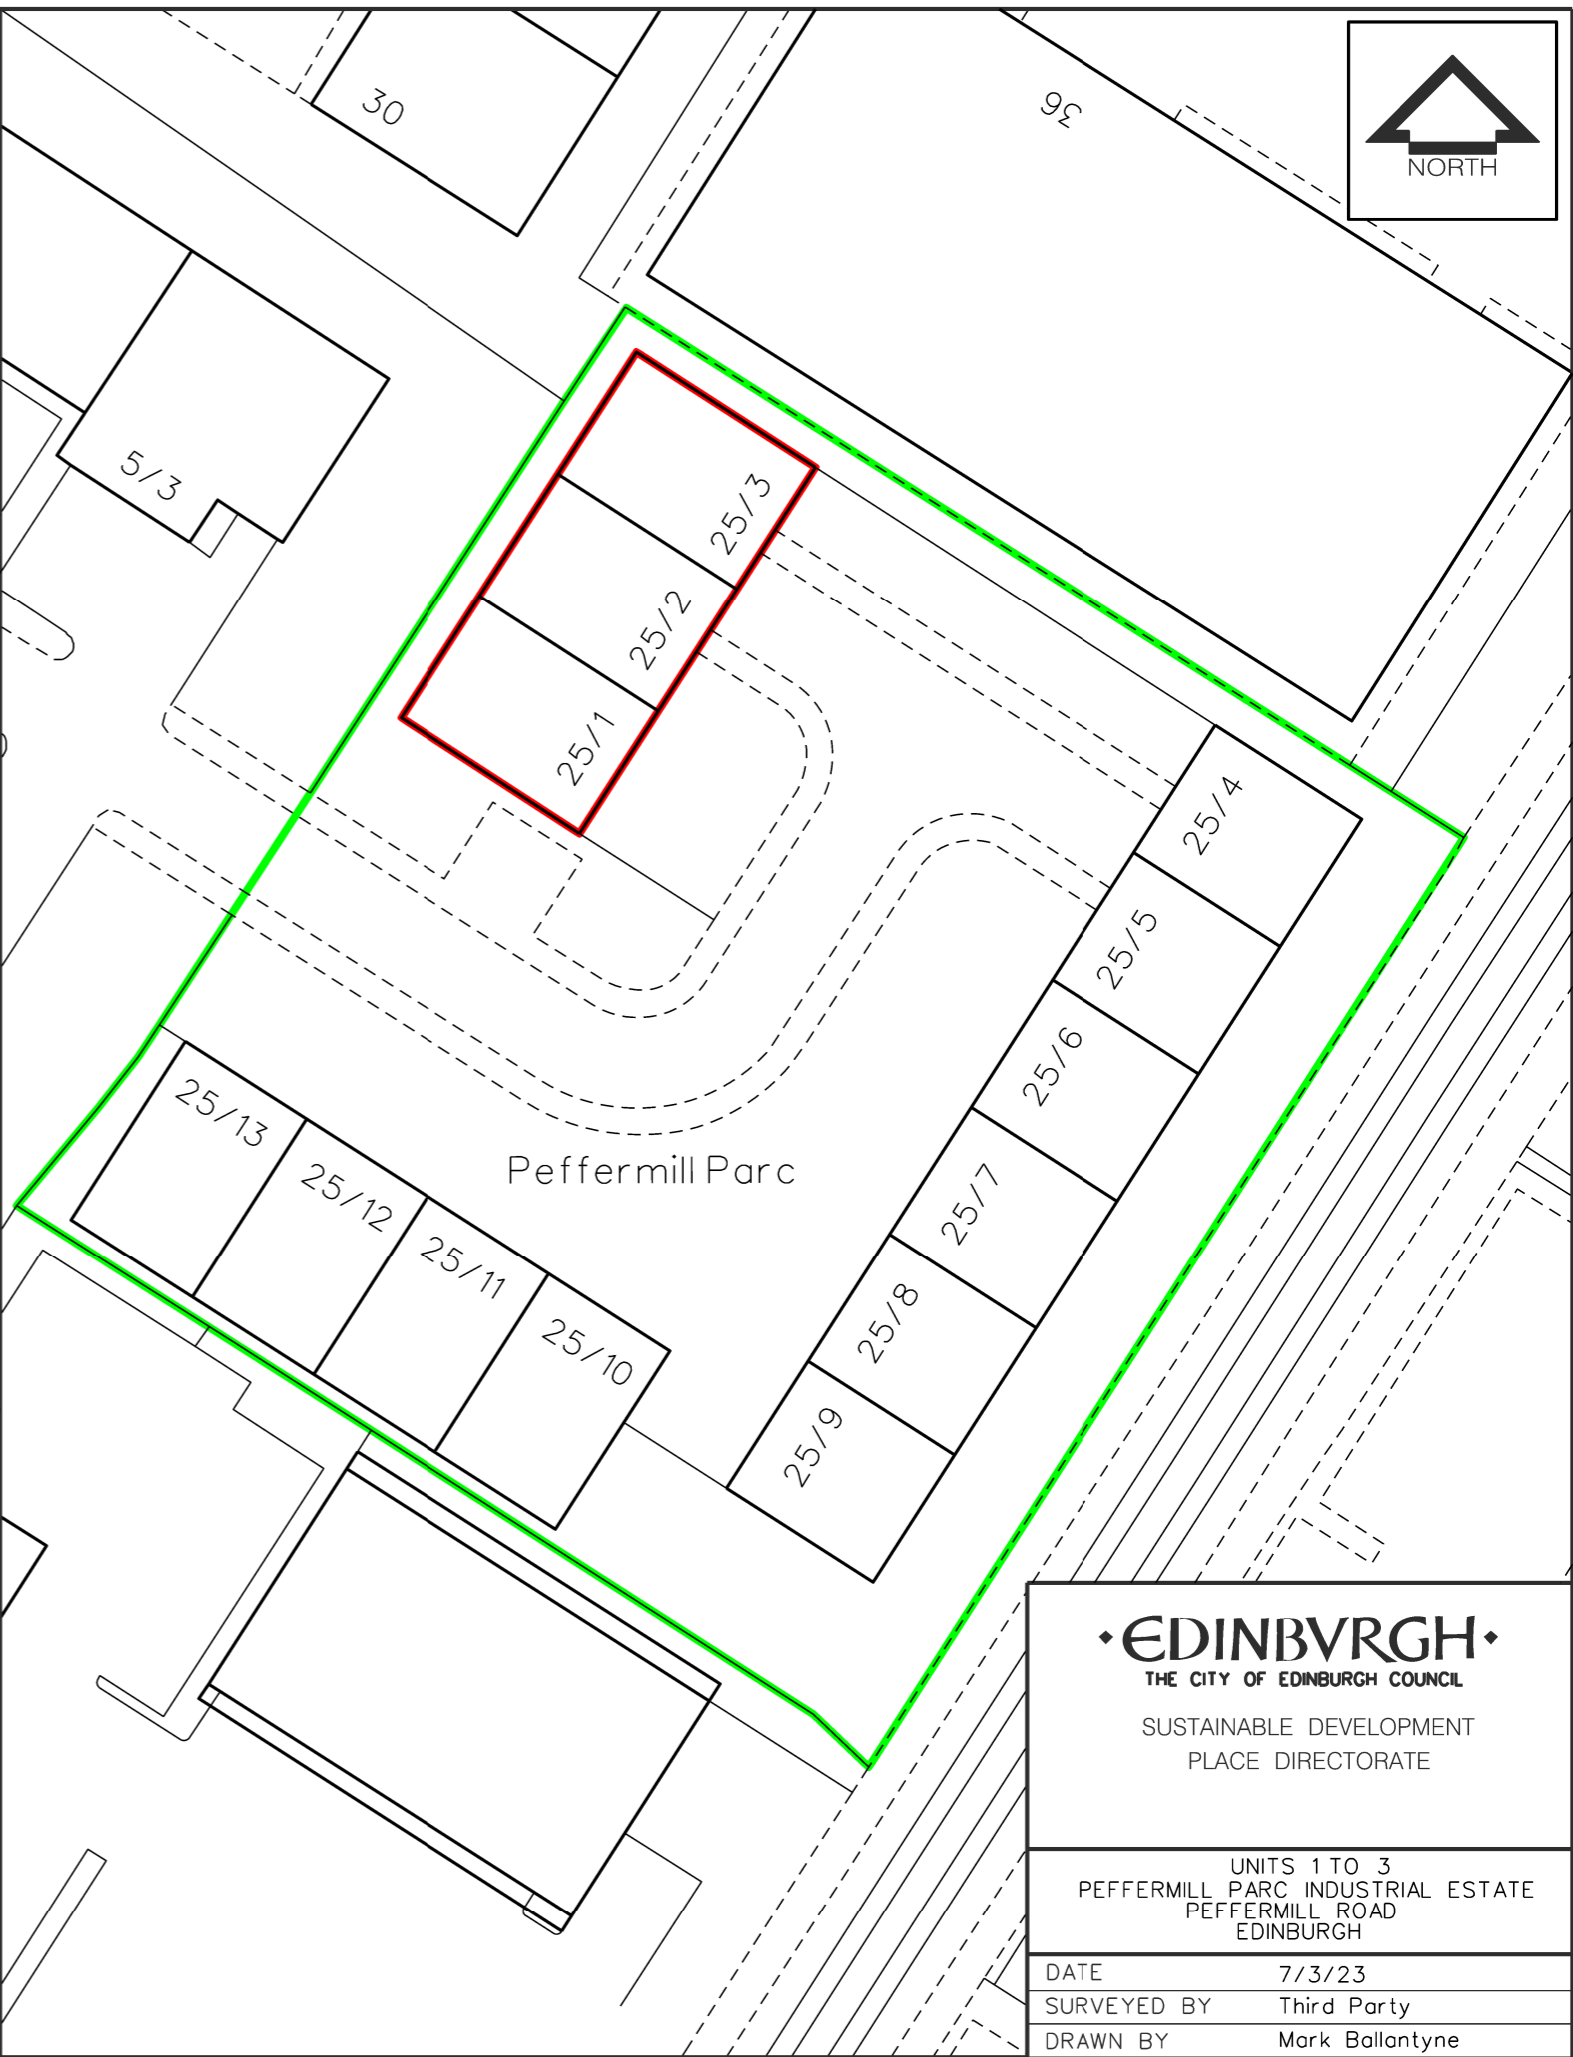 30
36
NORTH
5/3
25/3
25/2
25/1
25/4
25/5
25/6
25/7
25/8
25/9
25/13
25/12
25/11
25/10
Peffermill Parc
·EDINBVRGH·
THE CITY OF EDINBURGH COUNCIL
SUSTAINABLE DEVELOPMENT
PLACE DIRECTORATE
UNITS 1 TO 3
PEFFERMILL PARC INDUSTRIAL ESTATE
PEFFERMILL ROAD
EDINBURGH
DATE 7/3/23
SURVEYED BY Third Party
DRAWN BY Mark Ballantyne